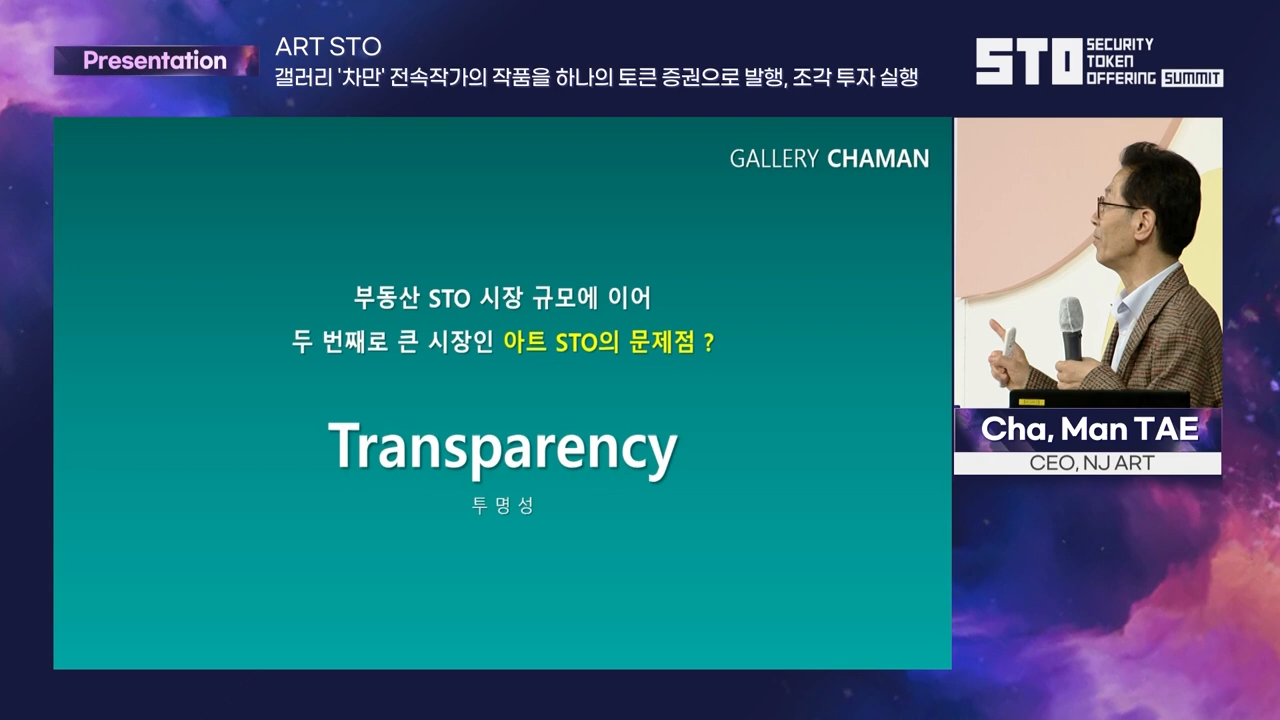 Presentation
ART STO
갤러리 '차만' 전속작가의 작품을 하나의 토큰 증권으로 발행, 조각 투자 실행
STO SECURITY
TOKEN
OFFERING SUMMIT
GALLERY CHAMAN
부동산 STO 시장 규모에 이어
두 번째로 큰 시장인 아트 STO의 문제점 ?
Transparency
투명성
Cha, Man TAE
CEO, NJ ART